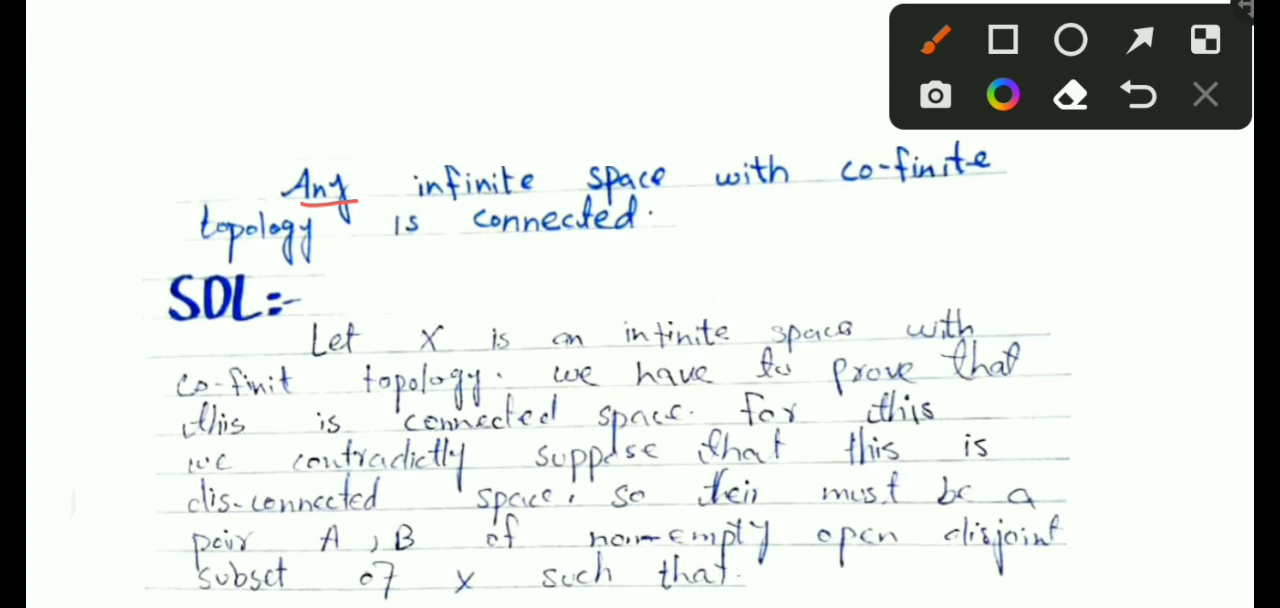 Any infinite space with co-finite
topology is connected.
SOL:-
Let X is an infinite space with
co-finit topology. we have to prove that
this is connected space. for this
we contradictly suppose that this is
dis-connected space. so their must be a
pair A, B of non-empty open disjoint
subset of X such that.